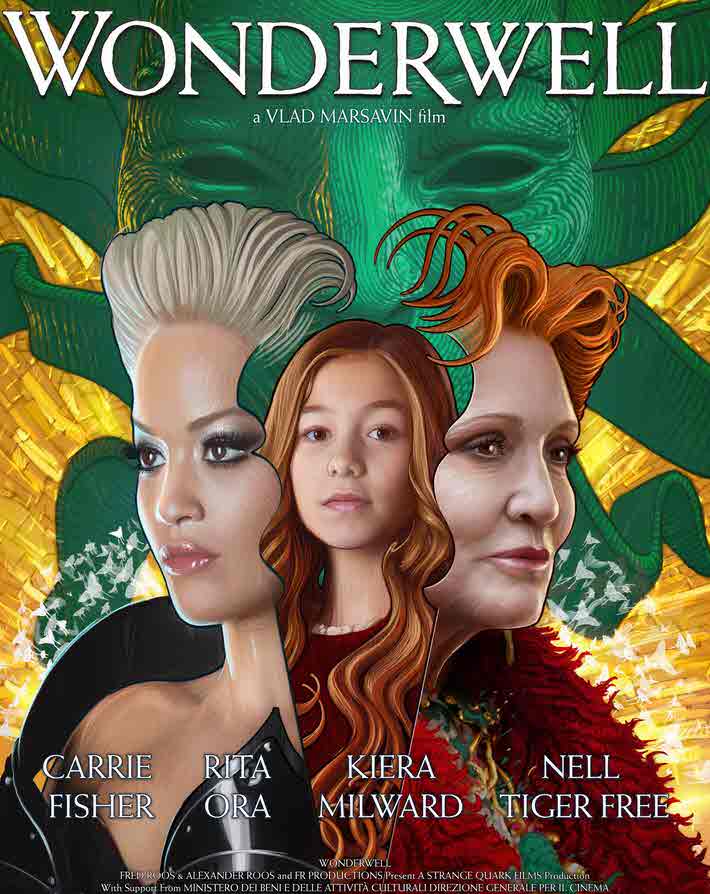 WONDERWELL
a VLAD MARSAVIN film
CARRIE FISHER
RITA ORA
KIERA MILWARD
NELL TIGER FREE
WONDERWELL
FRED ROOS & ALEXANDER ROOS and FR PRODUCTIONS Present A STRANGE QUARK FILMS Production
With Support From MINISTERO DEI BENI E DELLE ATTIVITÀ CULTURALI DIREZIONE GENERALE PER IL CINEMA